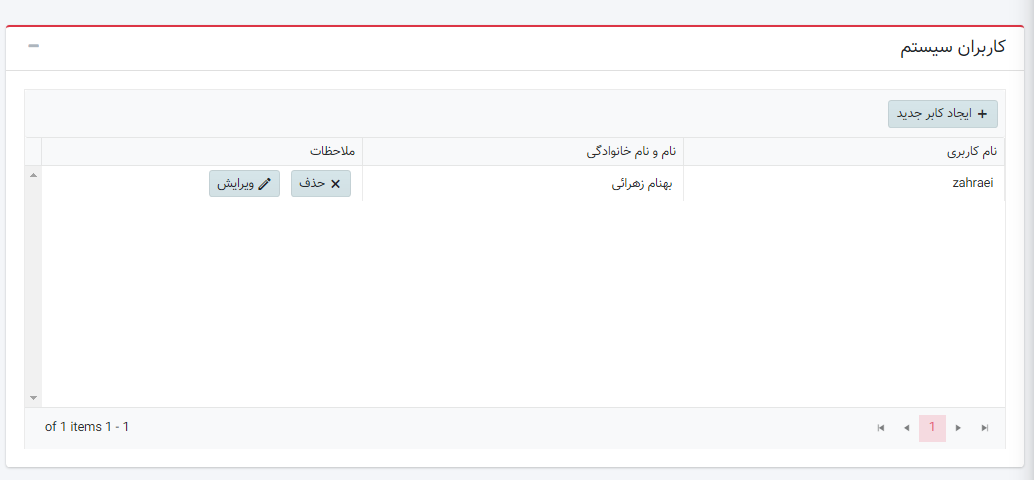 کاربران سیستم
ایجاد کابر جدید
نام کاربری نام و نام خانوادگی ملاحظات
zahraei بهنام زهرائی حذف ویرایش
1 of 1 items 1 - 1